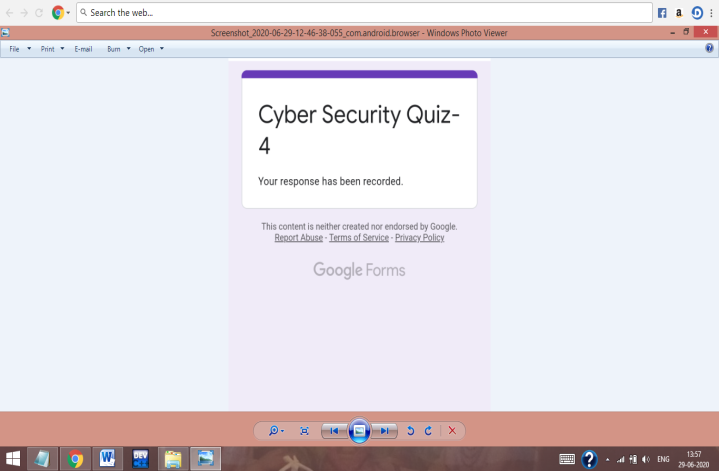 Search the web...
Screenshot_2020-06-29-12-46-38-055_com.android.browser - Windows Photo Viewer
File Print E-mail Burn Open
Cyber Security Quiz-
4
Your response has been recorded.
This content is neither created nor endorsed by Google.
Report Abuse - Terms of Service - Privacy Policy
Google Forms
DEV
ENG
13:57
29-06-2020